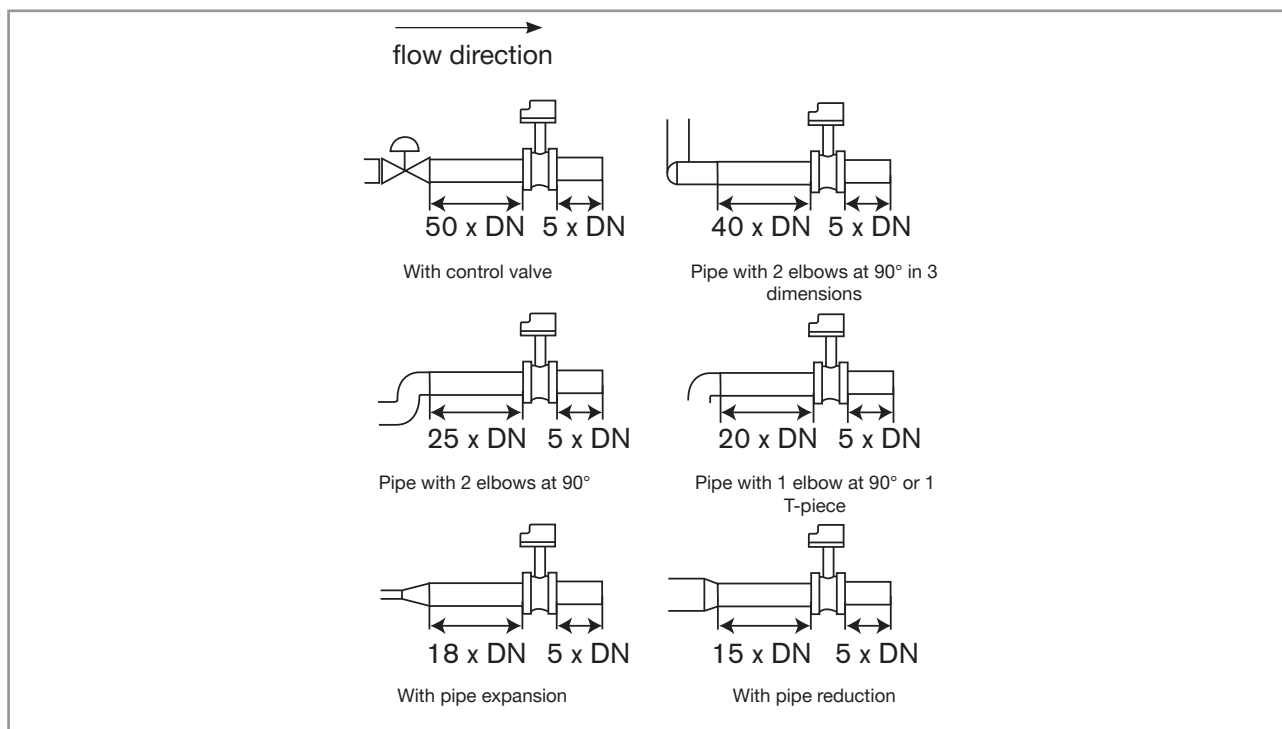 flow direction
50 x DN 5 x DN
With control valve
40 x DN 5 x DN
Pipe with 2 elbows at 90° in 3
dimensions
25 x DN 5 x DN
Pipe with 2 elbows at 90°
20 x DN 5 x DN
Pipe with 1 elbow at 90° or 1
T-piece
18 x DN 5 x DN
With pipe expansion
15 x DN 5 x DN
With pipe reduction